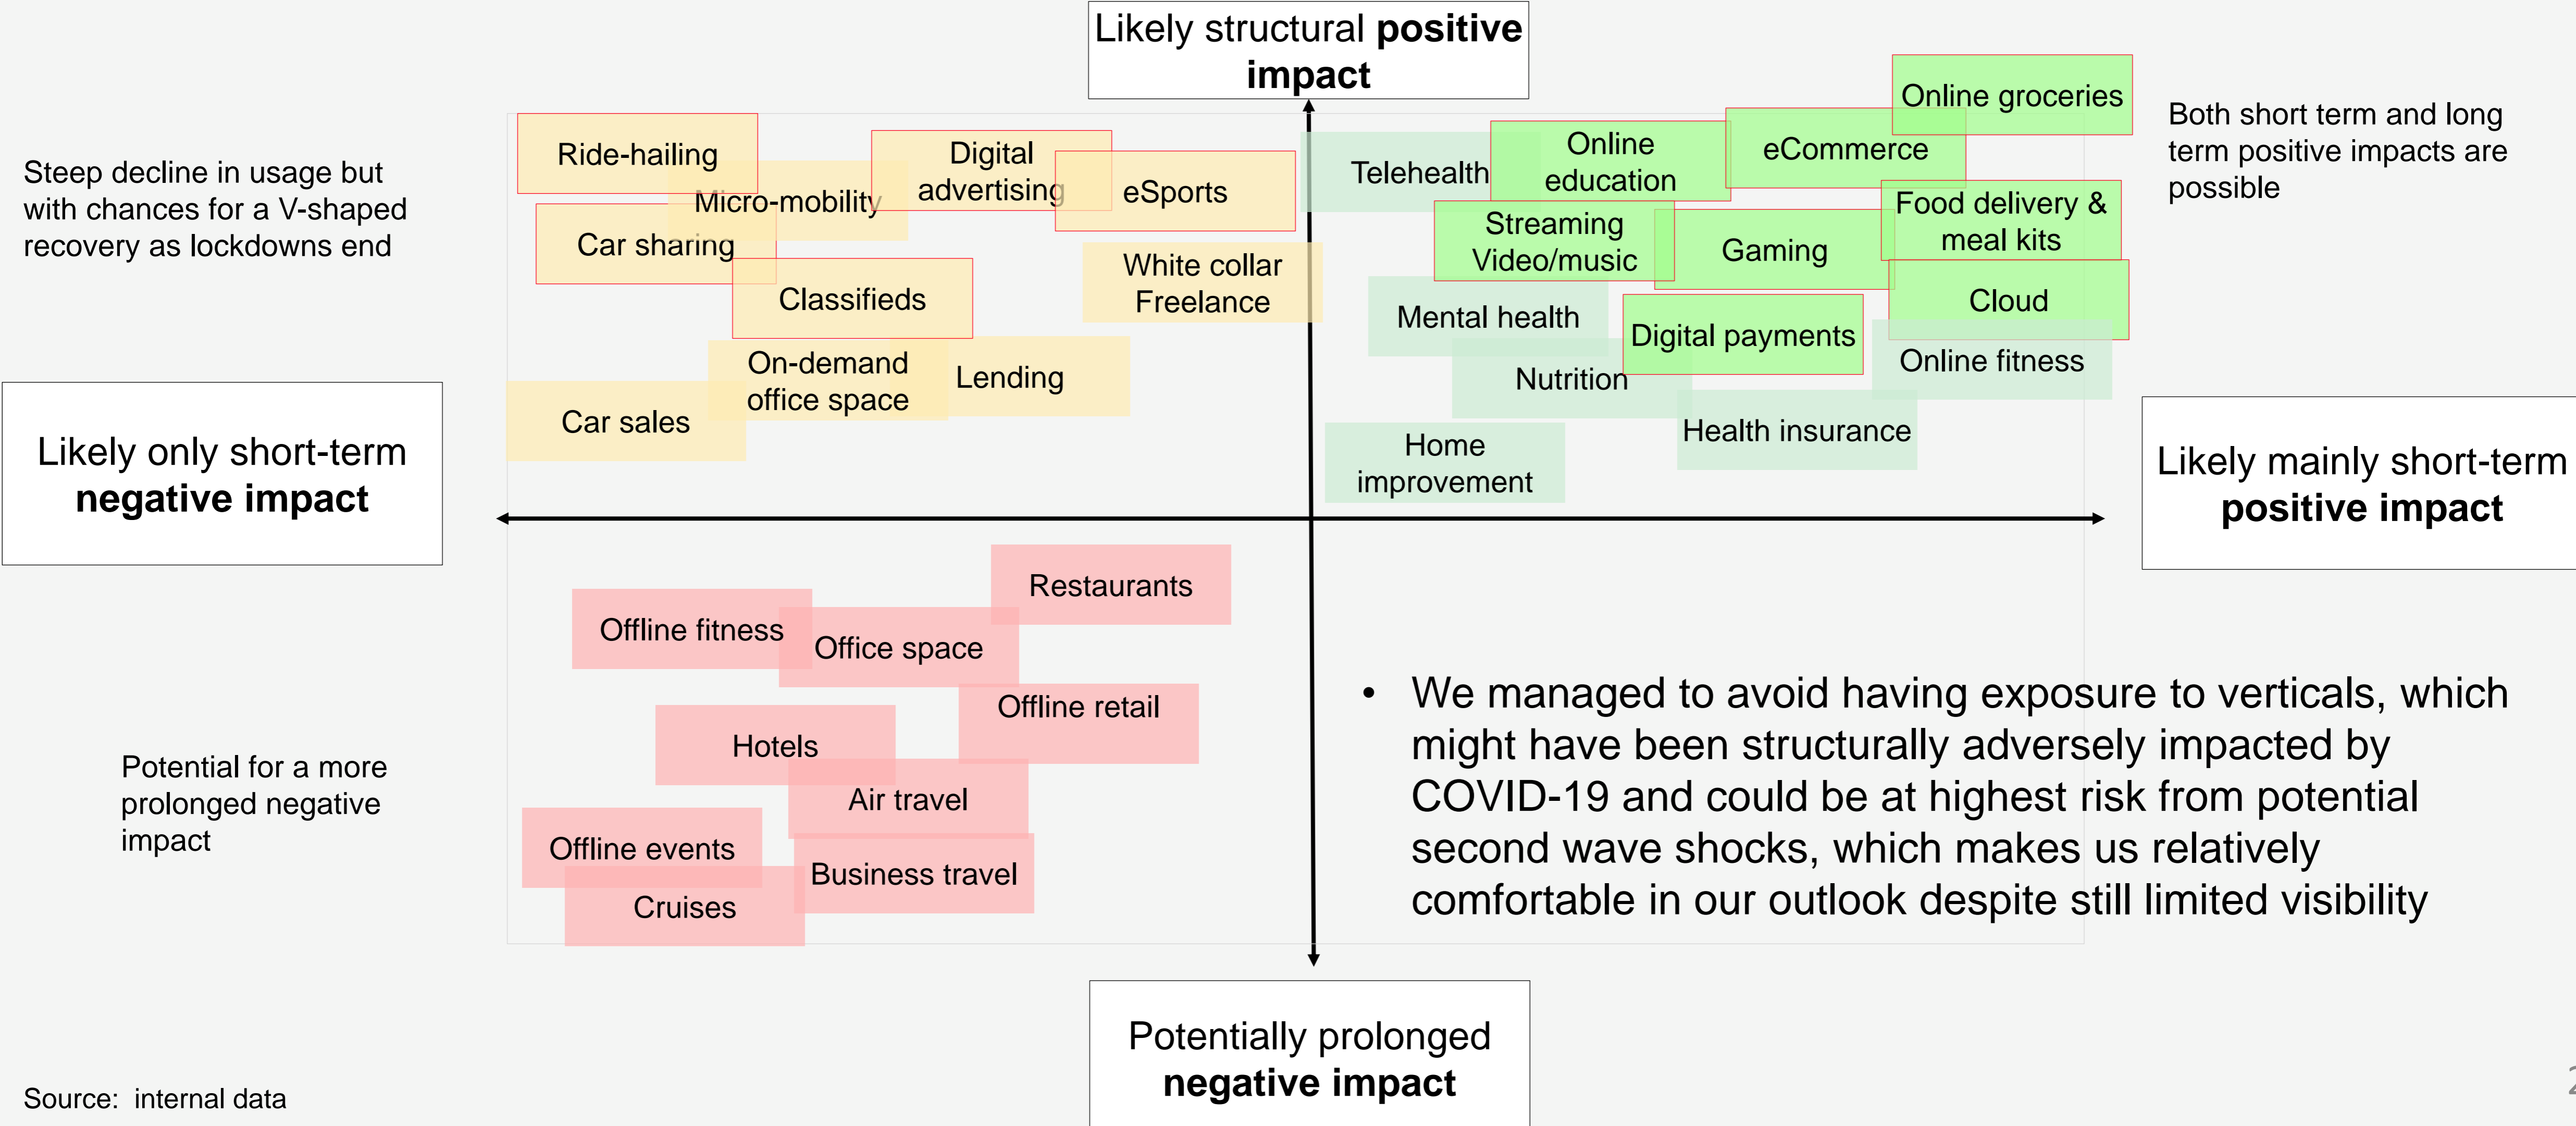 Likely structural positive
impact
Steep decline in usage but
with chances for a V-shaped
recovery as lockdowns end
Ride-hailing
Micro-mobility
Digital
advertising
eSports
Car sharing
Classifieds
White collar
Freelance
On-demand
office space
Lending
Car sales
Telehealth
Online
education
eCommerce
Online groceries
Streaming
Video/music
Gaming
Food delivery &
meal kits
Cloud
Mental health
Digital payments
Online fitness
Nutrition
Health insurance
Home
improvement
Both short term and long
term positive impacts are
possible
Likely only short-term
negative impact
Likely mainly short-term
positive impact
Restaurants
Offline fitness
Office space
Offline retail
Hotels
Air travel
Offline events
Business travel
Cruises
Potential for a more
prolonged negative
impact
• We managed to avoid having exposure to verticals, which
might have been structurally adversely impacted by
COVID-19 and could be at highest risk from potential
second wave shocks, which makes us relatively
comfortable in our outlook despite still limited visibility
Potentially prolonged
negative impact
Source: internal data